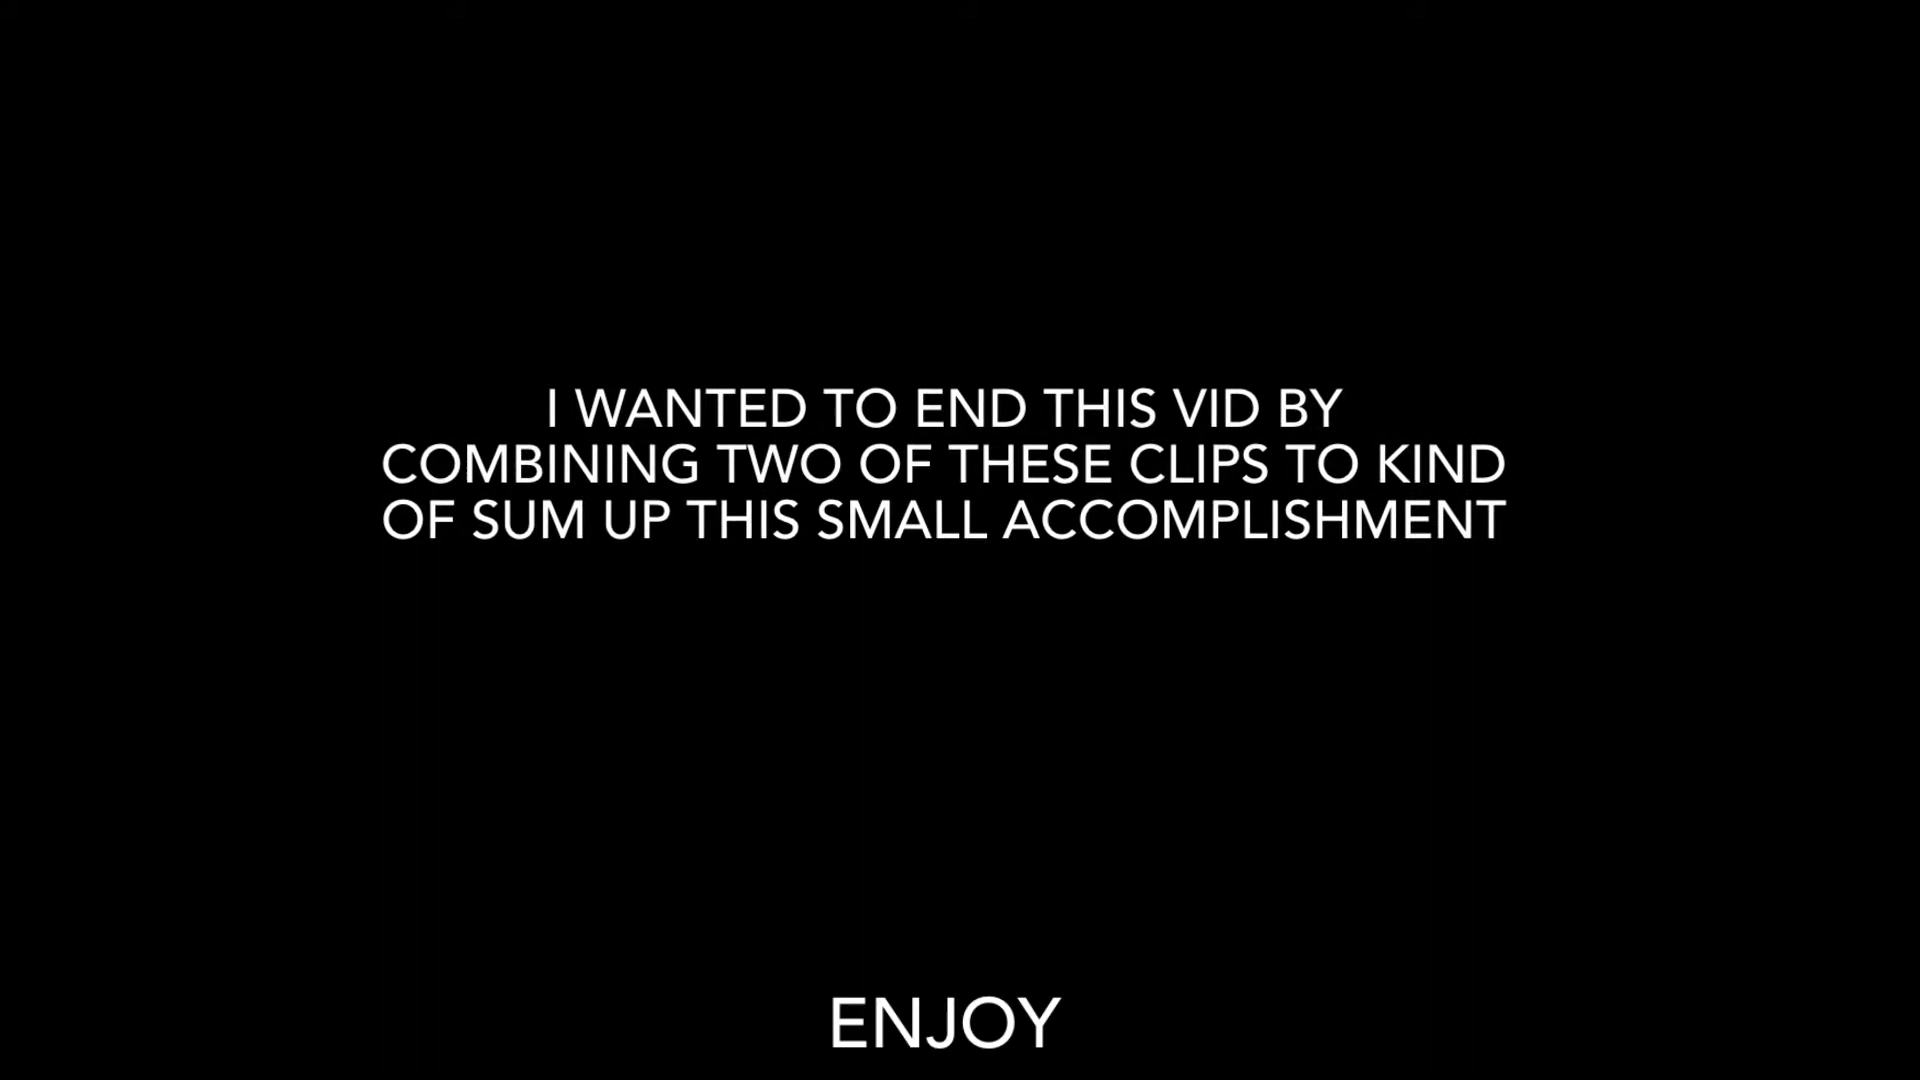 I WANTED TO END THIS VID BY
COMBINING TWO OF THESE CLIPS TO KIND
OF SUM UP THIS SMALL ACCOMPLISHMENT
ENJOY